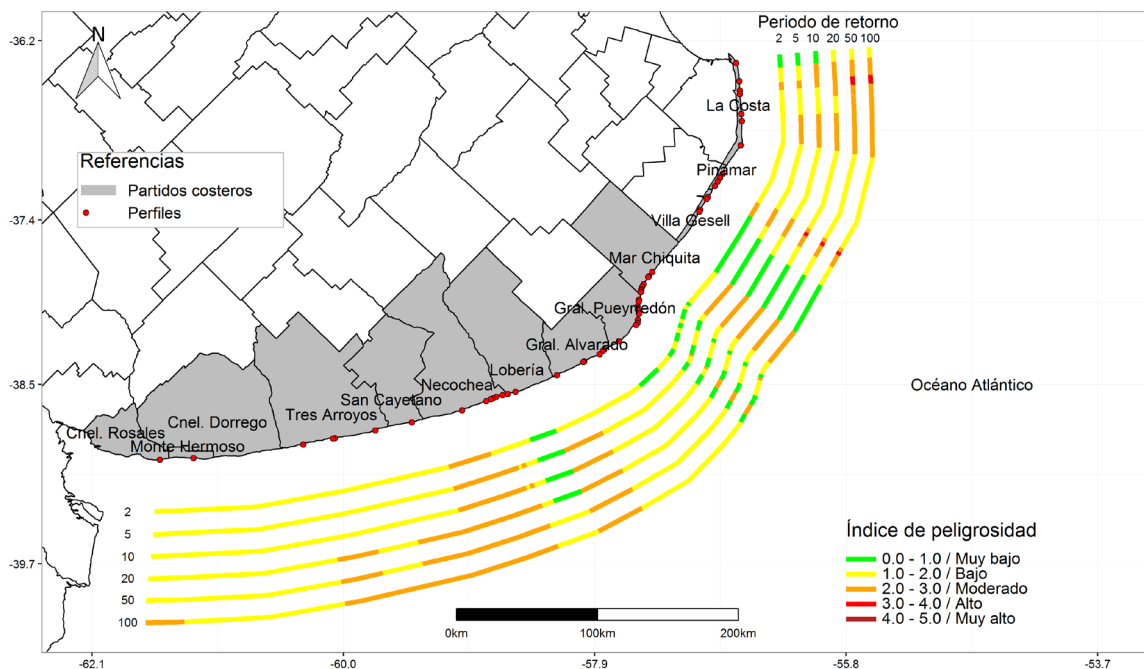 Periodo de retorno
2 5 10 20 50 100
-36.2
N
La Costa
Referencias
Partidos costeros
Perfiles
Pinamar
-37.4
Villa Gesell
Mar Chiquita
Gral. Pueyrredón
Gral. Alvarado
Lobería
-38.5
Necochea
Océano Atlántico
San Cayetano
Tres Arroyos
Cnel. Dorrego
Cnel. Rosales
Monte Hermoso
2
5
10
20
50
100
-39.7
Índice de peligrosidad
0.0 - 1.0 / Muy bajo
1.0 - 2.0 / Bajo
2.0 - 3.0 / Moderado
3.0 - 4.0 / Alto
4.0 - 5.0 / Muy alto
0km 100km 200km
-62.1 -60.0 -57.9 -55.8 -53.7